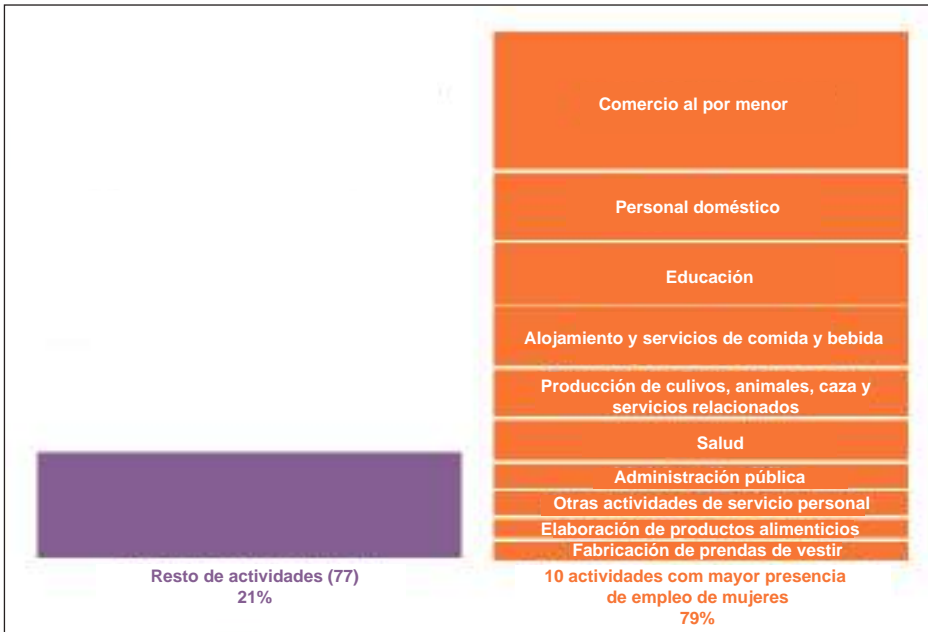 Comercio al por menor
Personal doméstico
Educación
Alojamiento y servicios de comida y bebida
Producción de culivos, animales, caza y
servicios relacionados
Salud
Administración pública
Otras actividades de servicio personal
Elaboración de productos alimenticios
Fabricación de prendas de vestir
Resto de actividades (77)
21%
10 actividades com mayor presencia
de empleo de mujeres
79%